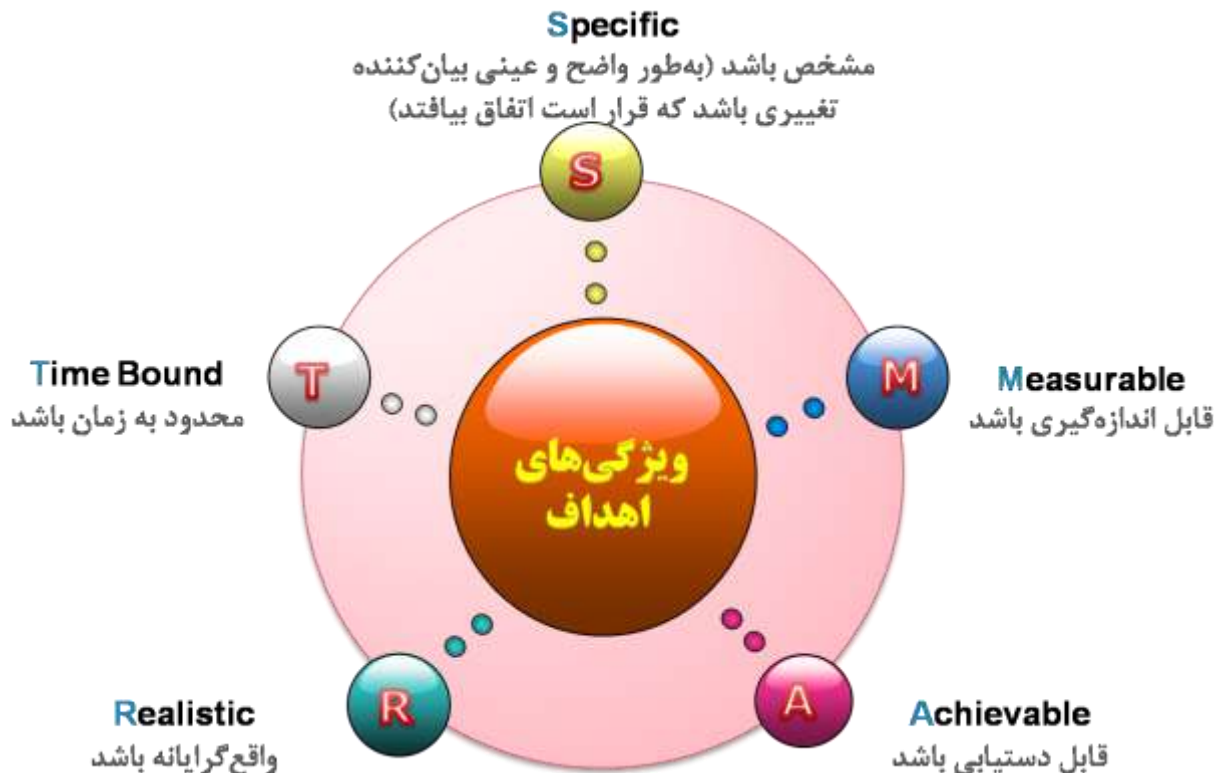 Specific
مشخص باشد (به‌طور واضح و عینی بیان‌کننده
تغییری باشد که قرار است اتفاق بیافتد)
S
M
Measurable
قابل اندازه‌گیری باشد
A
Achievable
قابل دستیابی باشد
R
Realistic
واقع‌گرایانه باشد
T
Time Bound
محدود به زمان باشد
ویژگی‌های
اهداف